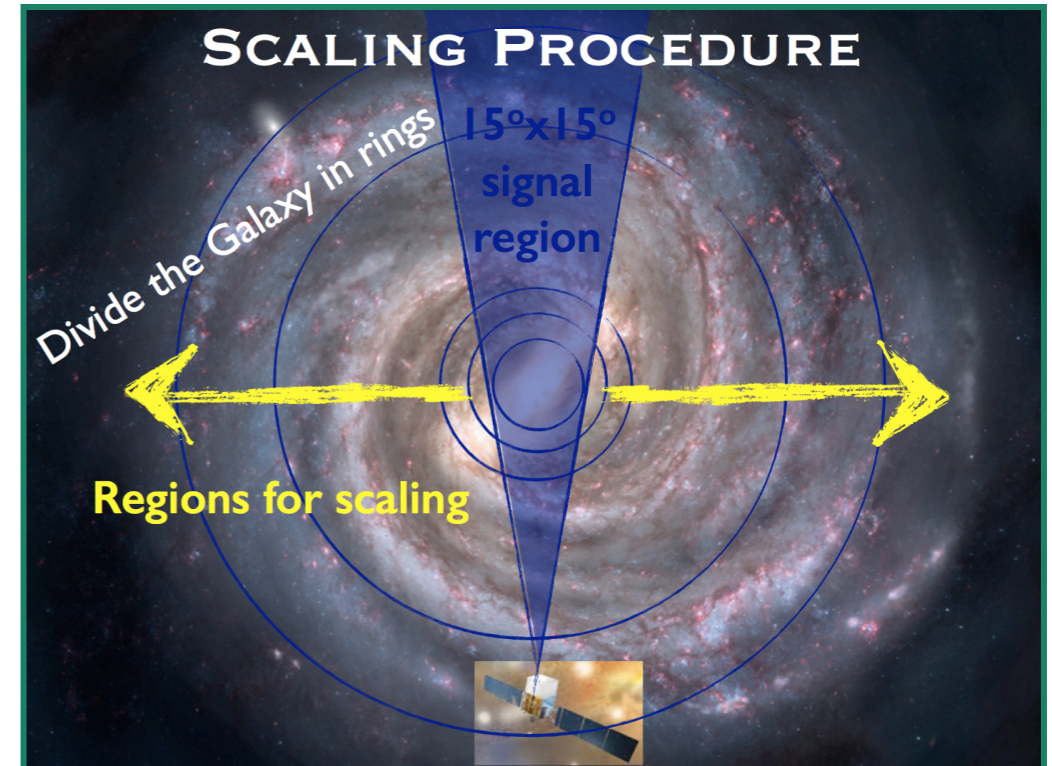 SCALING PROCEDURE
Divide the Galaxy in rings
15°x15°
signal
region
Regions for scaling